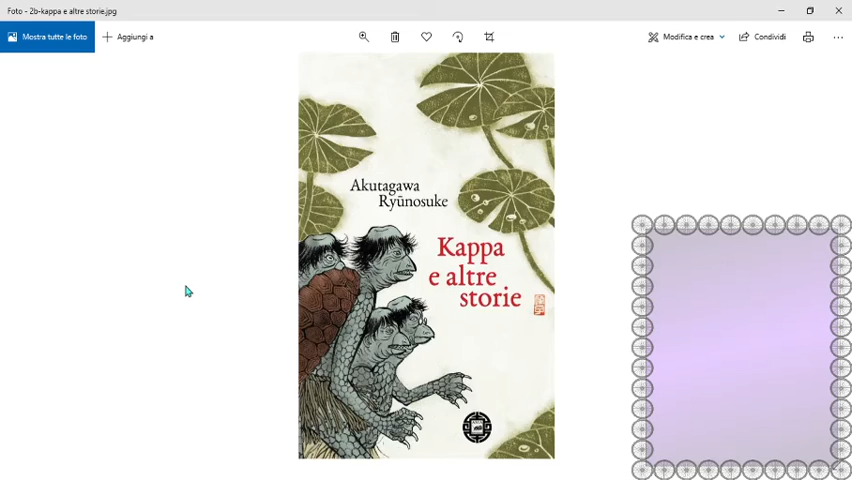 Foto - 2b-kappa e altre storie.jpg
Mostra tutte le foto
Aggiungi a
Modifica e crea
Condividi
Akutagawa
Ryūnosuke
Kappa
e altre
storie